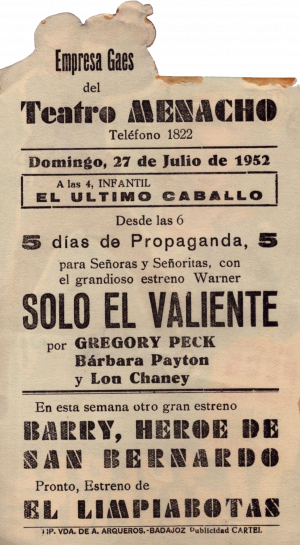 Empresa Gaes
del
Teatro MENACHO
Teléfono 1822
Domingo, 27 de Julio de 1952
A las 4, INFANTIL
EL ULTIMO CABALLO
Desde las 6
5 días de Propaganda, 5
para Señoras y Señoritas, con
el grandioso estreno Warner
SOLO EL VALIENTE
por GREGORY PECK
Bárbara Payton
y Lon Chaney
En esta semana otro gran estreno
BARRY, HEROE DE
SAN BERNARDO
Pronto, Estreno de
EL LIMPIABOTAS
IP. VDA. DE A. ARQUEROS.-BADAJOZ Publicidad CARTEL